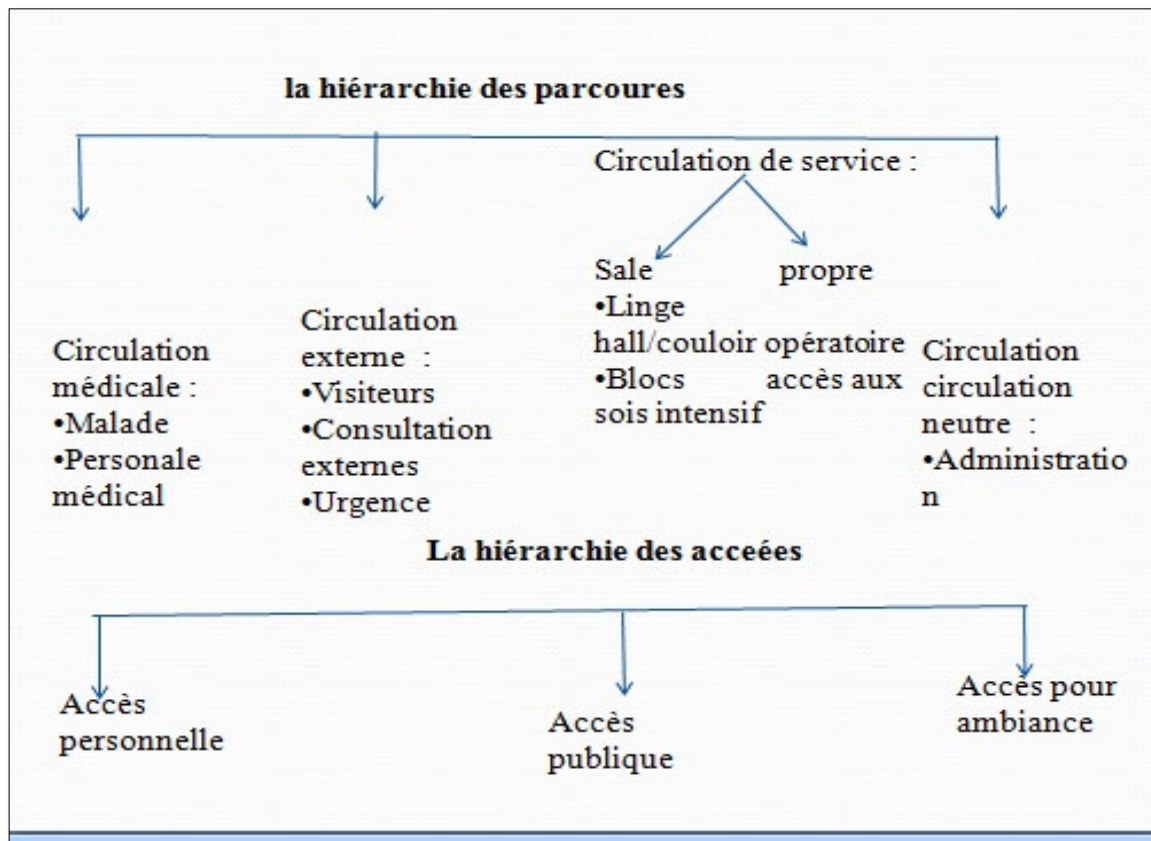 la hiérarchie des parcoures
Circulation de service :
Sale propre
•Linge
hall/couloir opératoire
•Blocs accès aux
sois intensif
Circulation
médicale :
•Malade
•Personale
médical
Circulation
externe :
•Visiteurs
•Consultation
externes
•Urgence
Circulation
circulation
neutre :
•Administratio
n
La hiérarchie des acceées
Accès
personnelle
Accès
publique
Accès pour
ambiance